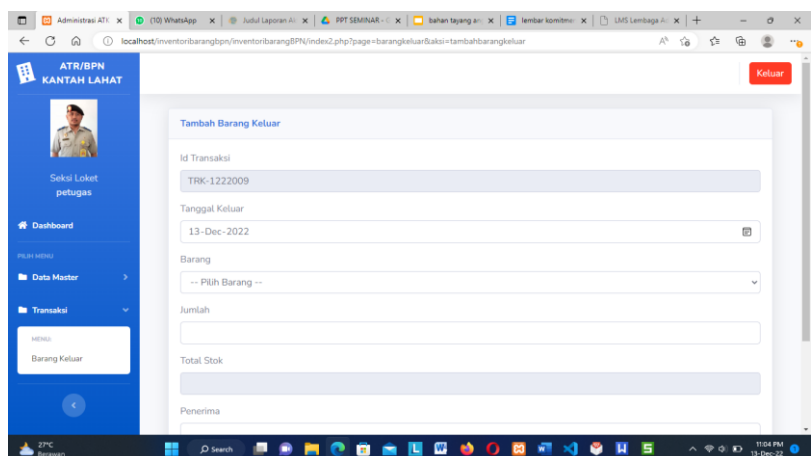 Administrasi ATK
(10) WhatsApp
Judul Laporan
PPT SEMINAR -
bahan tayang
lembar komitmen
LMS Lembaga
localhost/inventoribarangbpn/inventoribarangBPN/index2.php?page=barangkeluar&aksi=tambahbarangkeluar
ATR/BPN
KANTAH LAHAT
Keluar
Seksi Loket
petugas
Dashboard
PILIH MENU
Data Master
Transaksi
MENU:
Barang Keluar
Tambah Barang Keluar
Id Transaksi
TRK-1222009
Tanggal Keluar
13-Dec-2022
Barang
-- Pilih Barang --
Jumlah
Total Stok
Penerima
27°C
Berawan
Search
11:04 PM
13-Dec-22